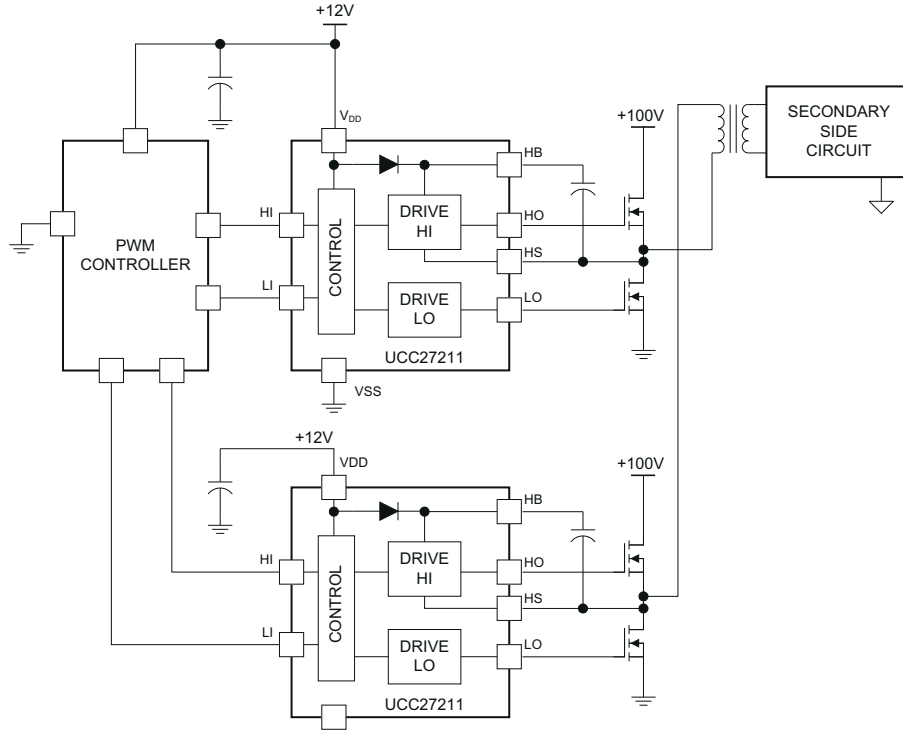 +12V
V_DD
+100V
SECONDARY
SIDE
CIRCUIT
HB
HI
DRIVE
HI
HO
PWM
CONTROLLER
CONTROL
HS
LI
DRIVE
LO
LO
UCC27211
VSS
+12V
VDD
+100V
HB
HI
DRIVE
HI
HO
CONTROL
HS
LI
DRIVE
LO
LO
UCC27211